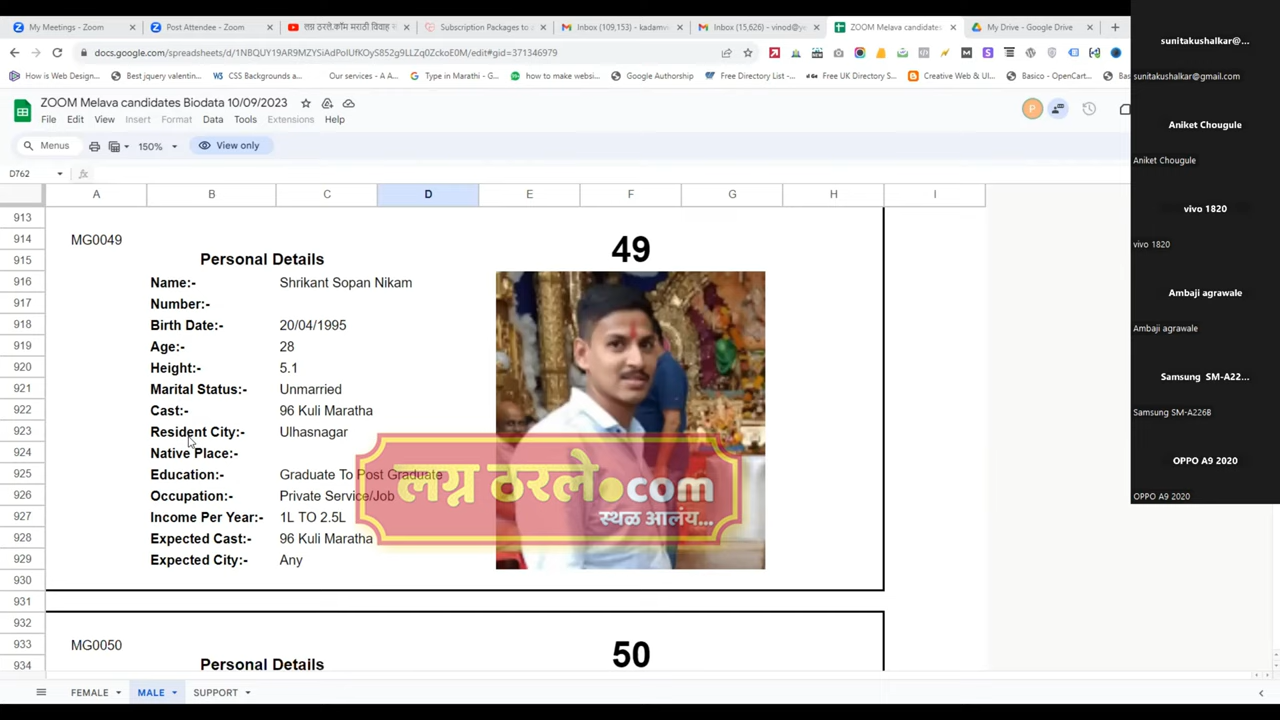 My Meetings - Zoom
Post Attendee - Zoom
लग्न ठरले.कॉम मराठी विवाह
Subscription Packages to
Inbox (109,153) - kadamv
Inbox (15,626) - vinod@ye
ZOOM Melava candidates
My Drive - Google Drive
docs.google.com/spreadsheets/d/1NBQUY19AR9MZYSiAdPolUfKOyS852g9LLZq0ZckoE0M/edit#gid=371346979
How is Web Design...
Best jquery valentin...
CSS Backgrounds a...
Our services - A A...
Type in Marathi - G...
how to make websi...
Google Authorship
Free Directory List -...
Free UK Directory S...
Creative Web & UI...
Basico - OpenCart...
ZOOM Melava candidates Biodata 10/09/2023
File Edit View Insert Format Data Tools Extensions Help
P
Menus
150%
View only
D762
fx
A B C D E F G H I
913
914 MG0049 49
915 Personal Details
916 Name:- Shrikant Sopan Nikam
917 Number:-
918 Birth Date:- 20/04/1995
919 Age:- 28
920 Height:- 5.1
921 Marital Status:- Unmarried
922 Cast:- 96 Kuli Maratha
923 Resident City:- Ulhasnagar
924 Native Place:-
925 Education:- Graduate To Post Graduate
926 Occupation:- Private Service/Job
927 Income Per Year:- 1L TO 2.5L
928 Expected Cast:- 96 Kuli Maratha
929 Expected City:- Any
930
लग्न ठरले.com
स्थळ आलंय...
931
932
933 MG0050 50
934 Personal Details
FEMALE MALE SUPPORT
sunitakushalkar@...
sunitakushalkar@gmail.com
Aniket Chougule
Aniket Chougule
vivo 1820
vivo 1820
Ambaji agrawale
Ambaji agrawale
Samsung SM-A22...
Samsung SM-A226B
OPPO A9 2020
OPPO A9 2020